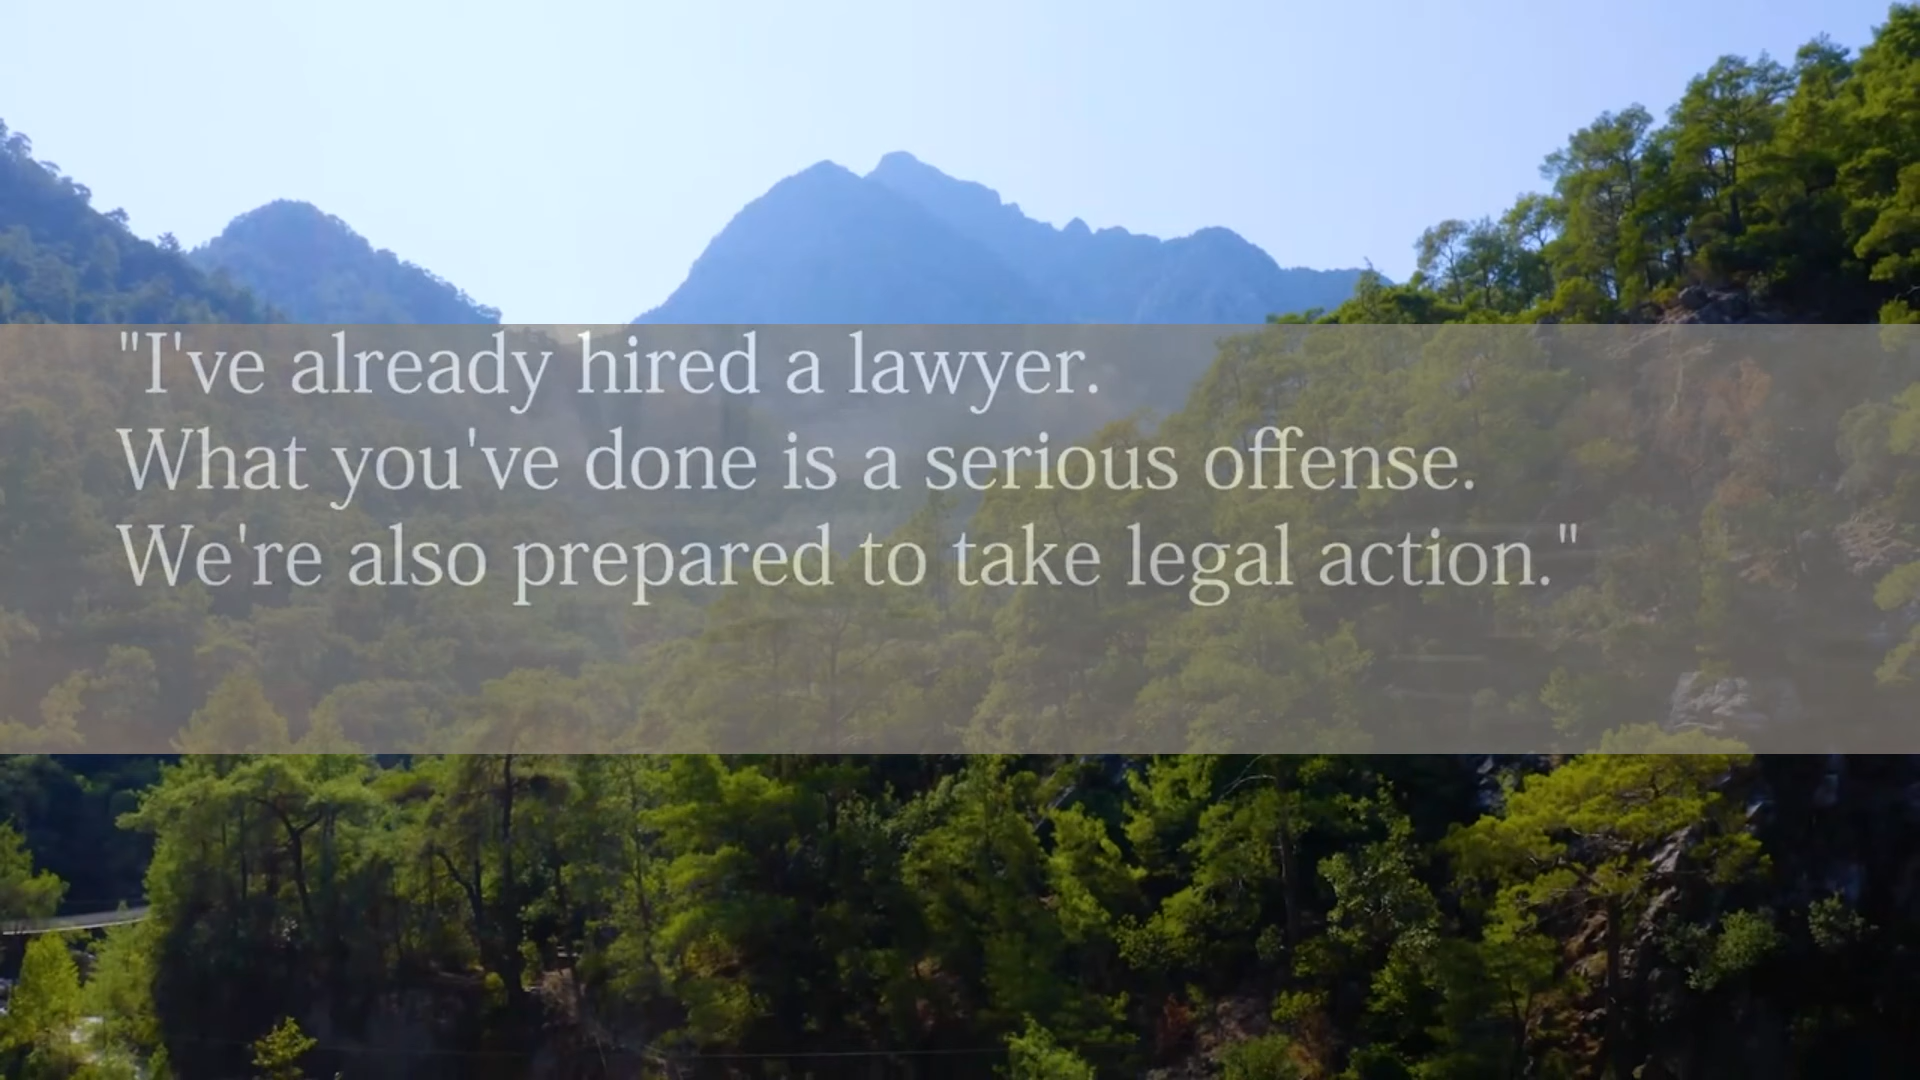 "I've already hired a lawyer.
What you've done is a serious offense.
We're also prepared to take legal action."